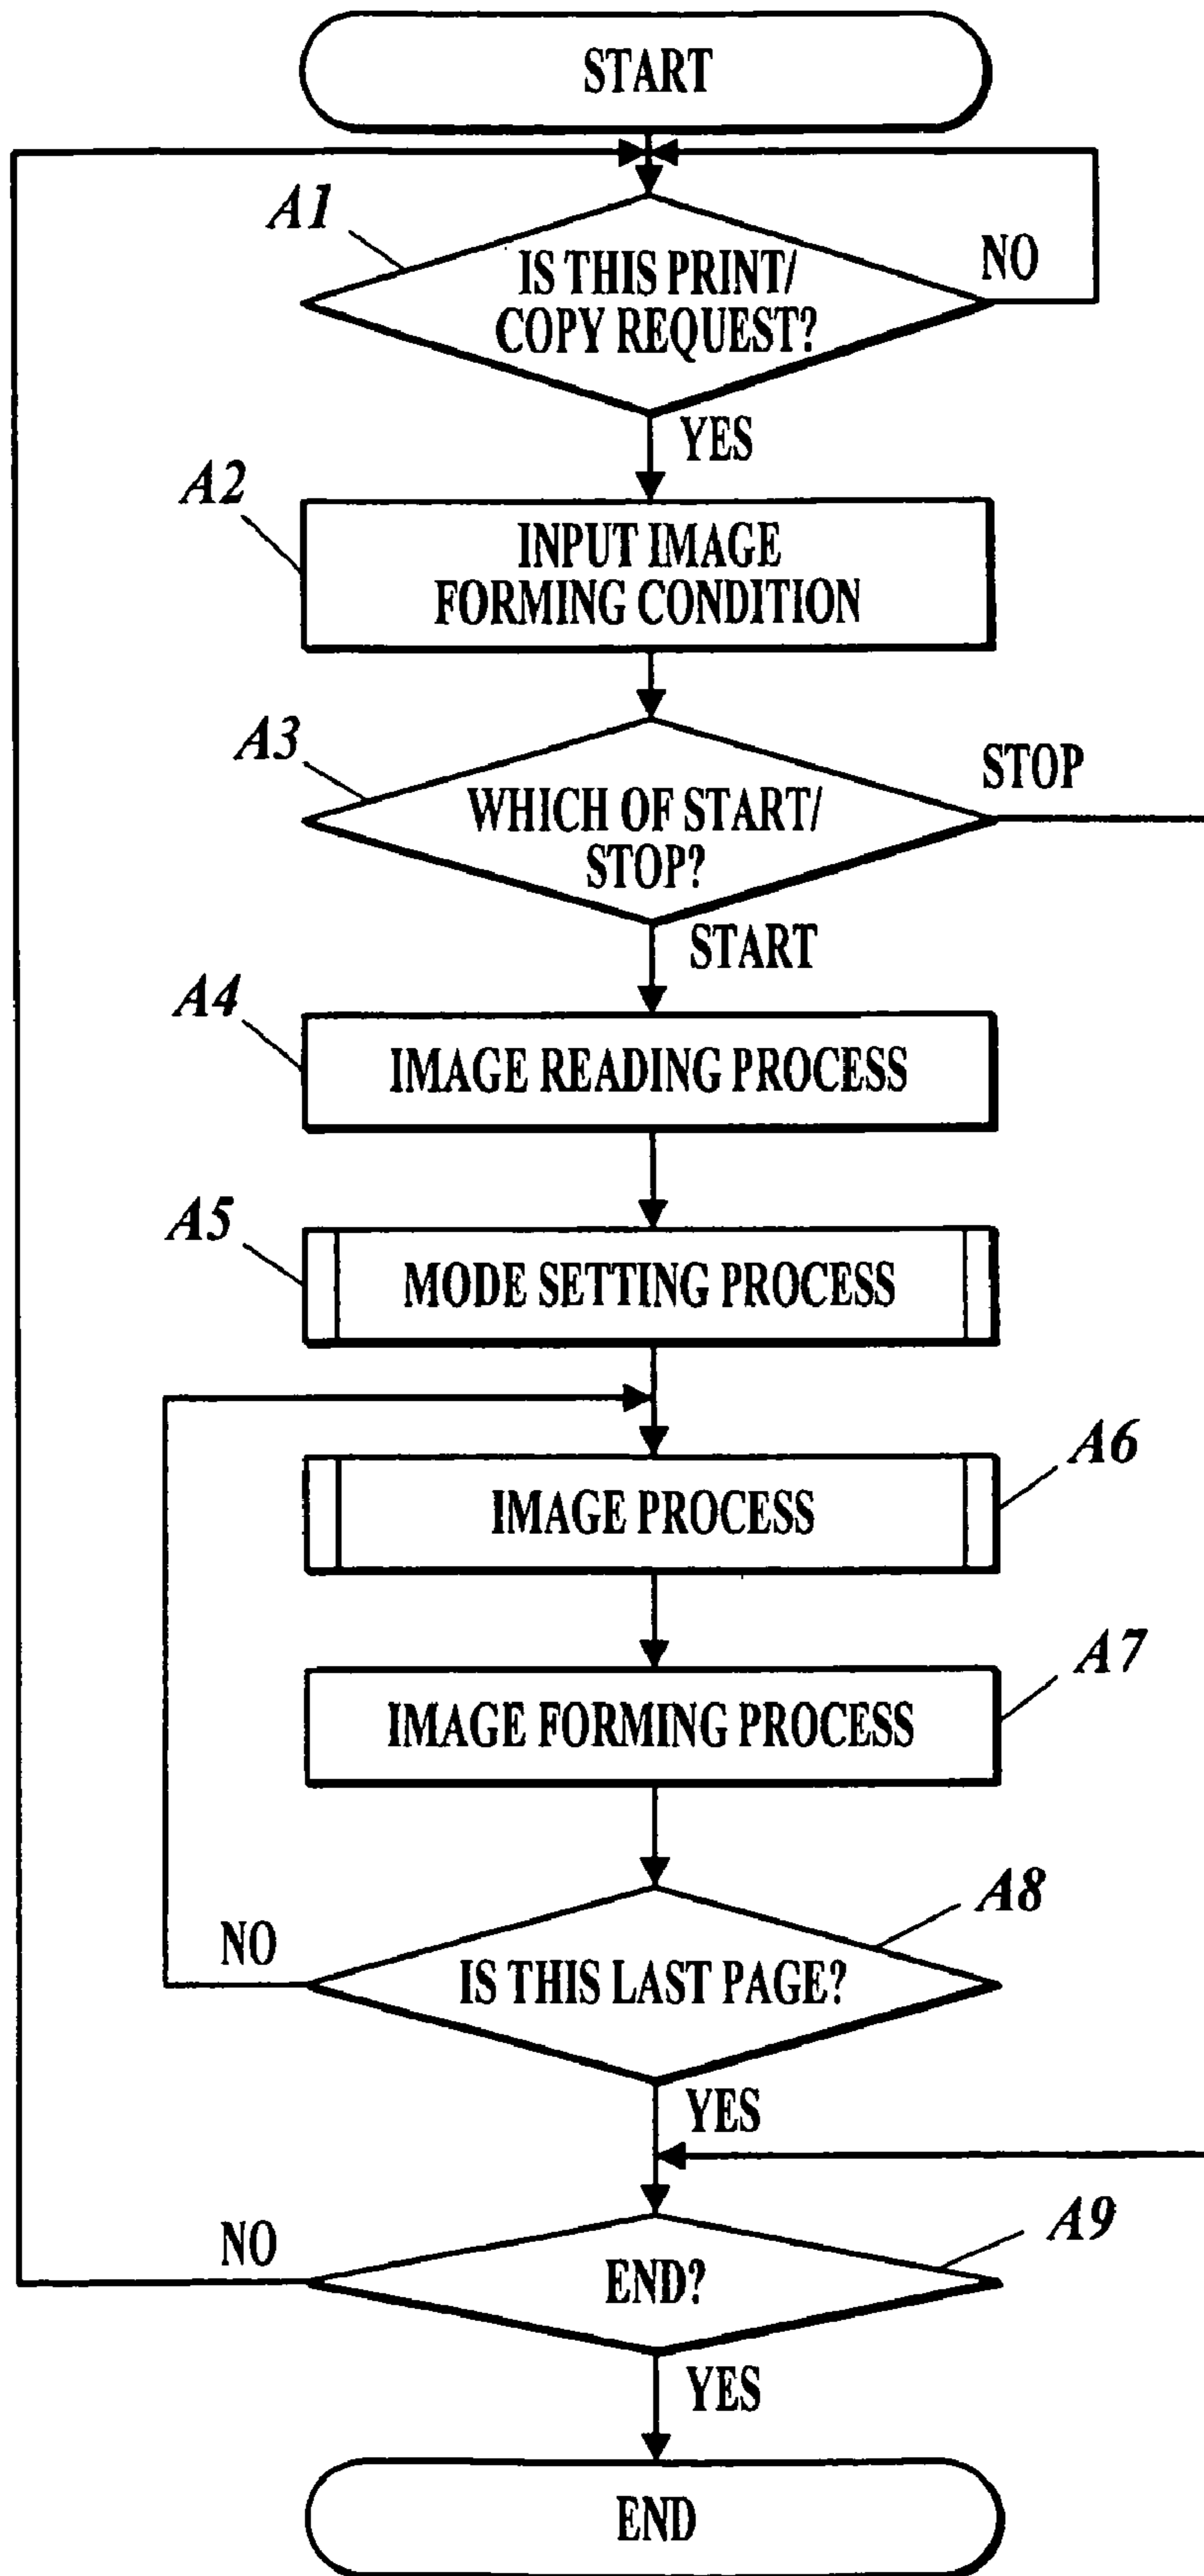 START
A1
IS THIS PRINT/
COPY REQUEST?
NO
YES
A2
INPUT IMAGE
FORMING CONDITION
A3
STOP
WHICH OF START/
STOP?
START
A4
IMAGE READING PROCESS
A5
MODE SETTING PROCESS
A6
IMAGE PROCESS
A7
IMAGE FORMING PROCESS
A8
NO
IS THIS LAST PAGE?
YES
A9
NO
END?
YES
END